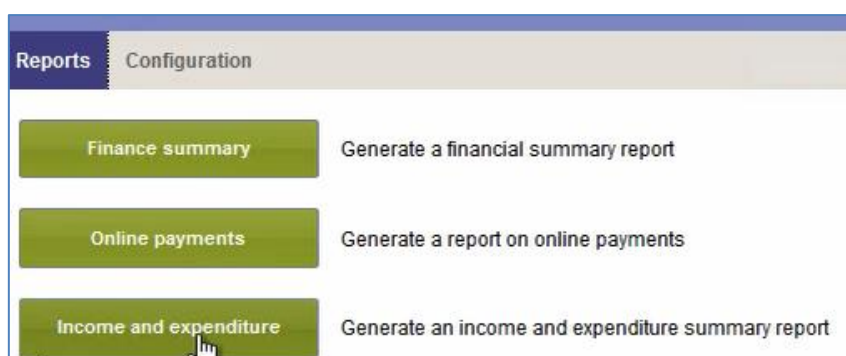 Reports Configuration
Finance summary Generate a financial summary report
Online payments Generate a report on online payments
Income and expenditure Generate an income and expenditure summary report